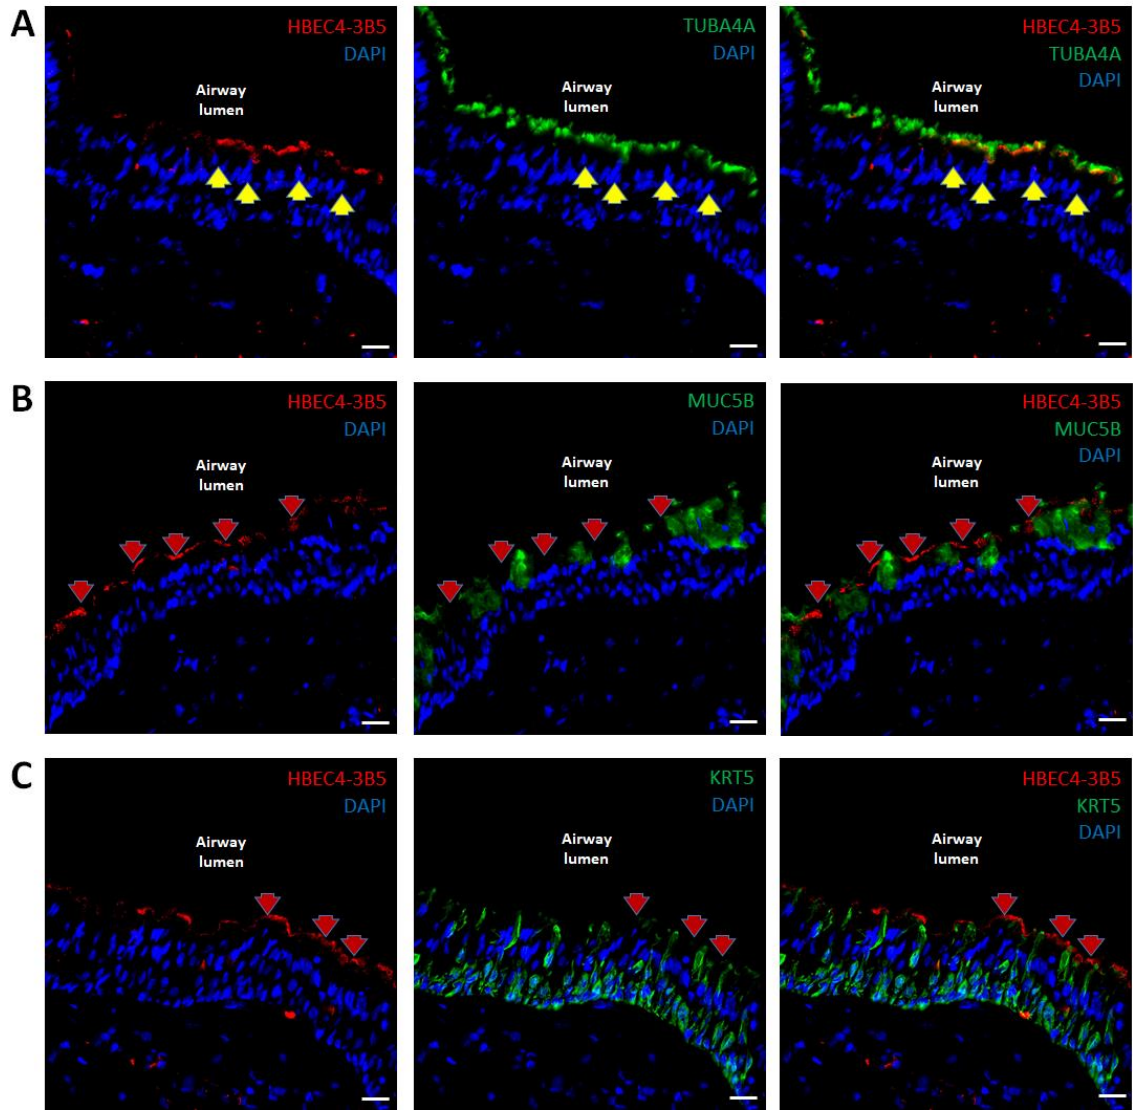 A
HBEC4-3B5
DAPI
Airway
lumen
TUBA4A
DAPI
Airway
lumen
HBEC4-3B5
TUBA4A
DAPI
Airway
lumen
B
HBEC4-3B5
DAPI
Airway
lumen
MUC5B
DAPI
Airway
lumen
HBEC4-3B5
MUC5B
DAPI
Airway
lumen
C
HBEC4-3B5
DAPI
Airway
lumen
KRT5
DAPI
Airway
lumen
HBEC4-3B5
KRT5
DAPI
Airway
lumen